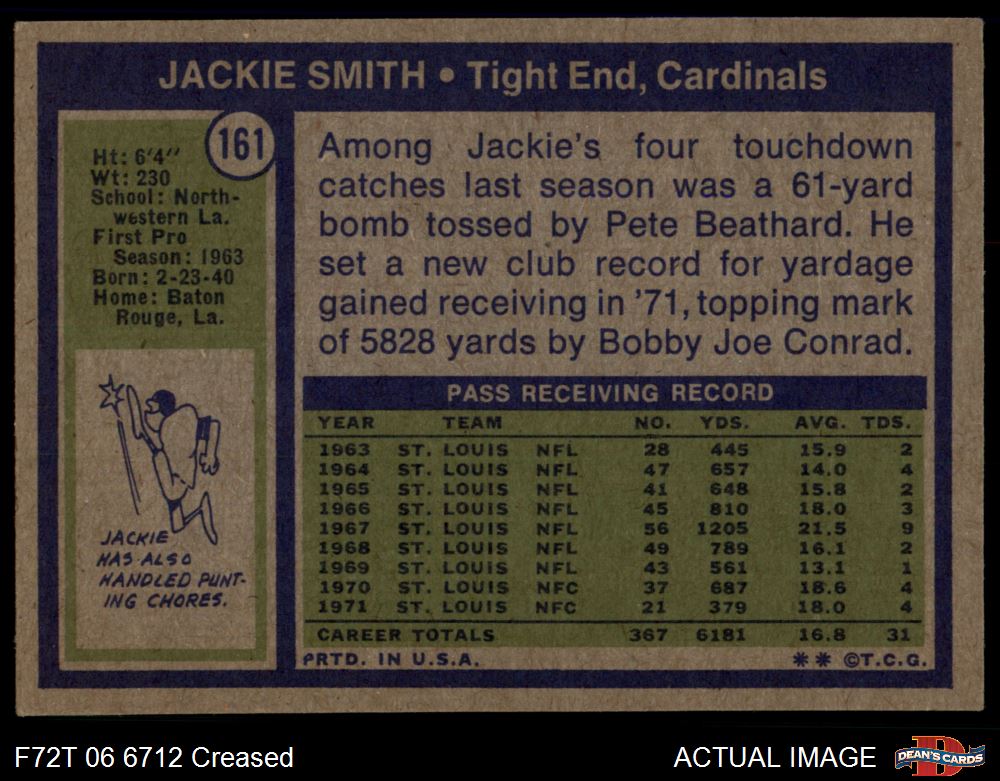 JACKIE SMITH • Tight End, Cardinals
161
Ht: 6'4"
Wt: 230
School: North-
western La.
First Pro
Season: 1963
Born: 2-23-40
Home: Baton
Rouge, La.
JACKIE
HAS ALSO
HANDLED PUNT-
ING CHORES.
Among Jackie's four touchdown
catches last season was a 61-yard
bomb tossed by Pete Beathard. He
set a new club record for yardage
gained receiving in '71, topping mark
of 5828 yards by Bobby Joe Conrad.
PASS RECEIVING RECORD
YEAR TEAM NO. YDS. AVG. TDS.
1963 ST. LOUIS NFL 28 445 15.9 2
1964 ST. LOUIS NFL 47 657 14.0 4
1965 ST. LOUIS NFL 41 648 15.8 2
1966 ST. LOUIS NFL 45 810 18.0 3
1967 ST. LOUIS NFL 56 1205 21.5 9
1968 ST. LOUIS NFL 49 789 16.1 2
1969 ST. LOUIS NFL 43 561 13.1 1
1970 ST. LOUIS NFC 37 687 18.6 4
1971 ST. LOUIS NFC 21 379 18.0 4
CAREER TOTALS 367 6181 16.8 31
PRTD. IN U.S.A. ** ©T.C.G.
F72T 06 6712 Creased ACTUAL IMAGE D DEAN'S CARDS